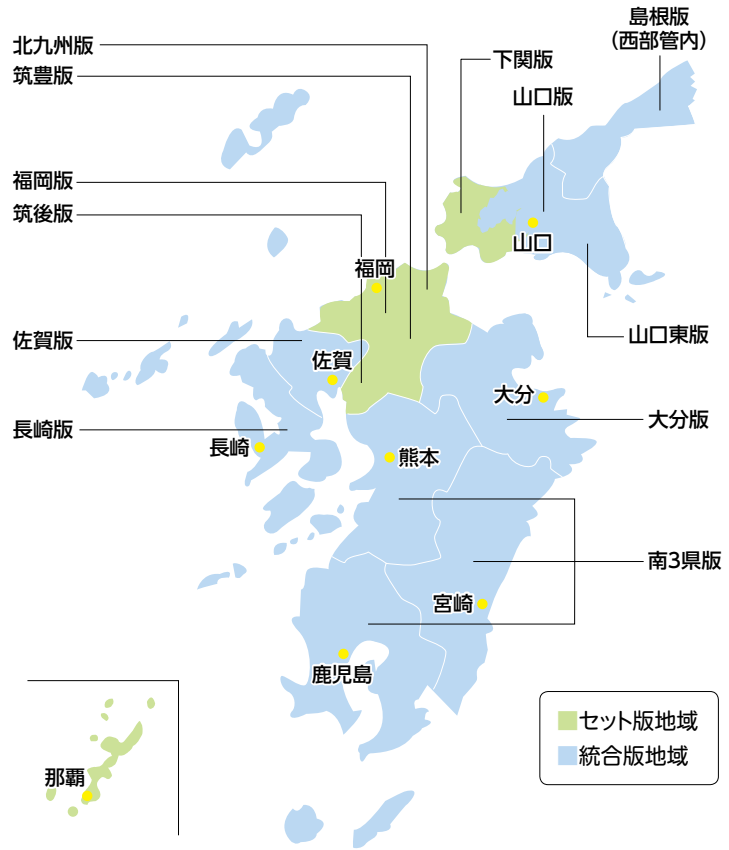 島根版
(西部管内)
北九州版
下関版
筑豊版
山口版
福岡版
筑後版
山口
福岡
佐賀版
山口東版
佐賀
大分
長崎版
大分版
長崎
熊本
南3県版
宮崎
鹿児島
セット版地域
統合版地域
那覇